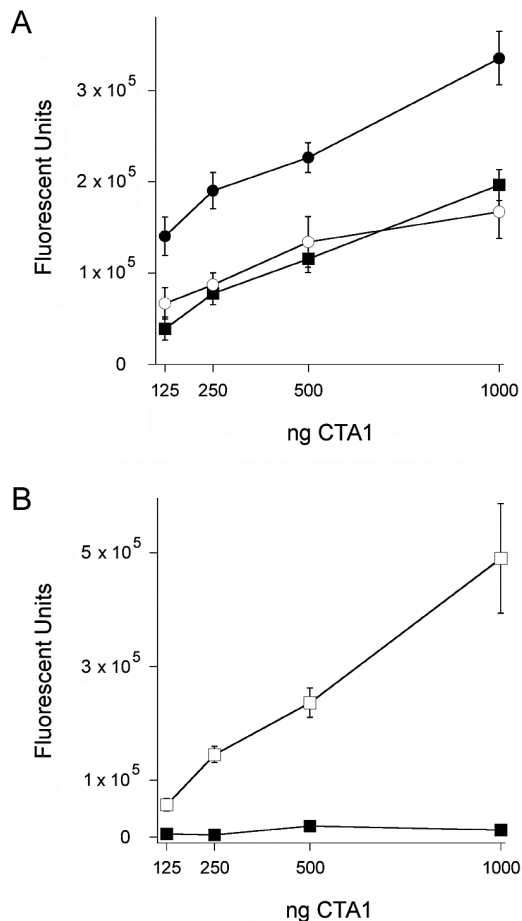 A
Fluorescent Units
3 x 10⁵
2 x 10⁵
1 x 10⁵
0
125 250 500 1000
ng CTA1
B
Fluorescent Units
5 x 10⁵
3 x 10⁵
1 x 10⁵
0
125 250 500 1000
ng CTA1